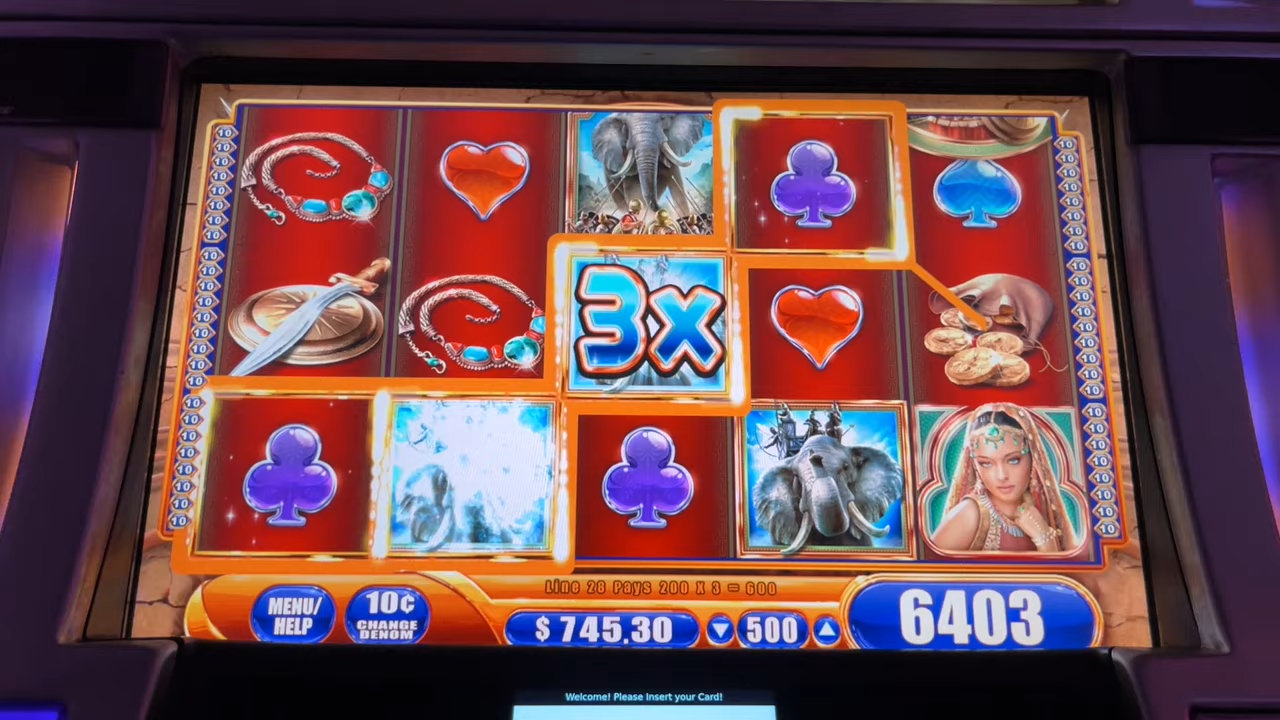 3x
Line 28 Pays 200 X 3 = 600
MENU/
HELP
10¢
CHANGE
DENOM
$ 745.30
500
6403
Welcome! Please Insert your Card!